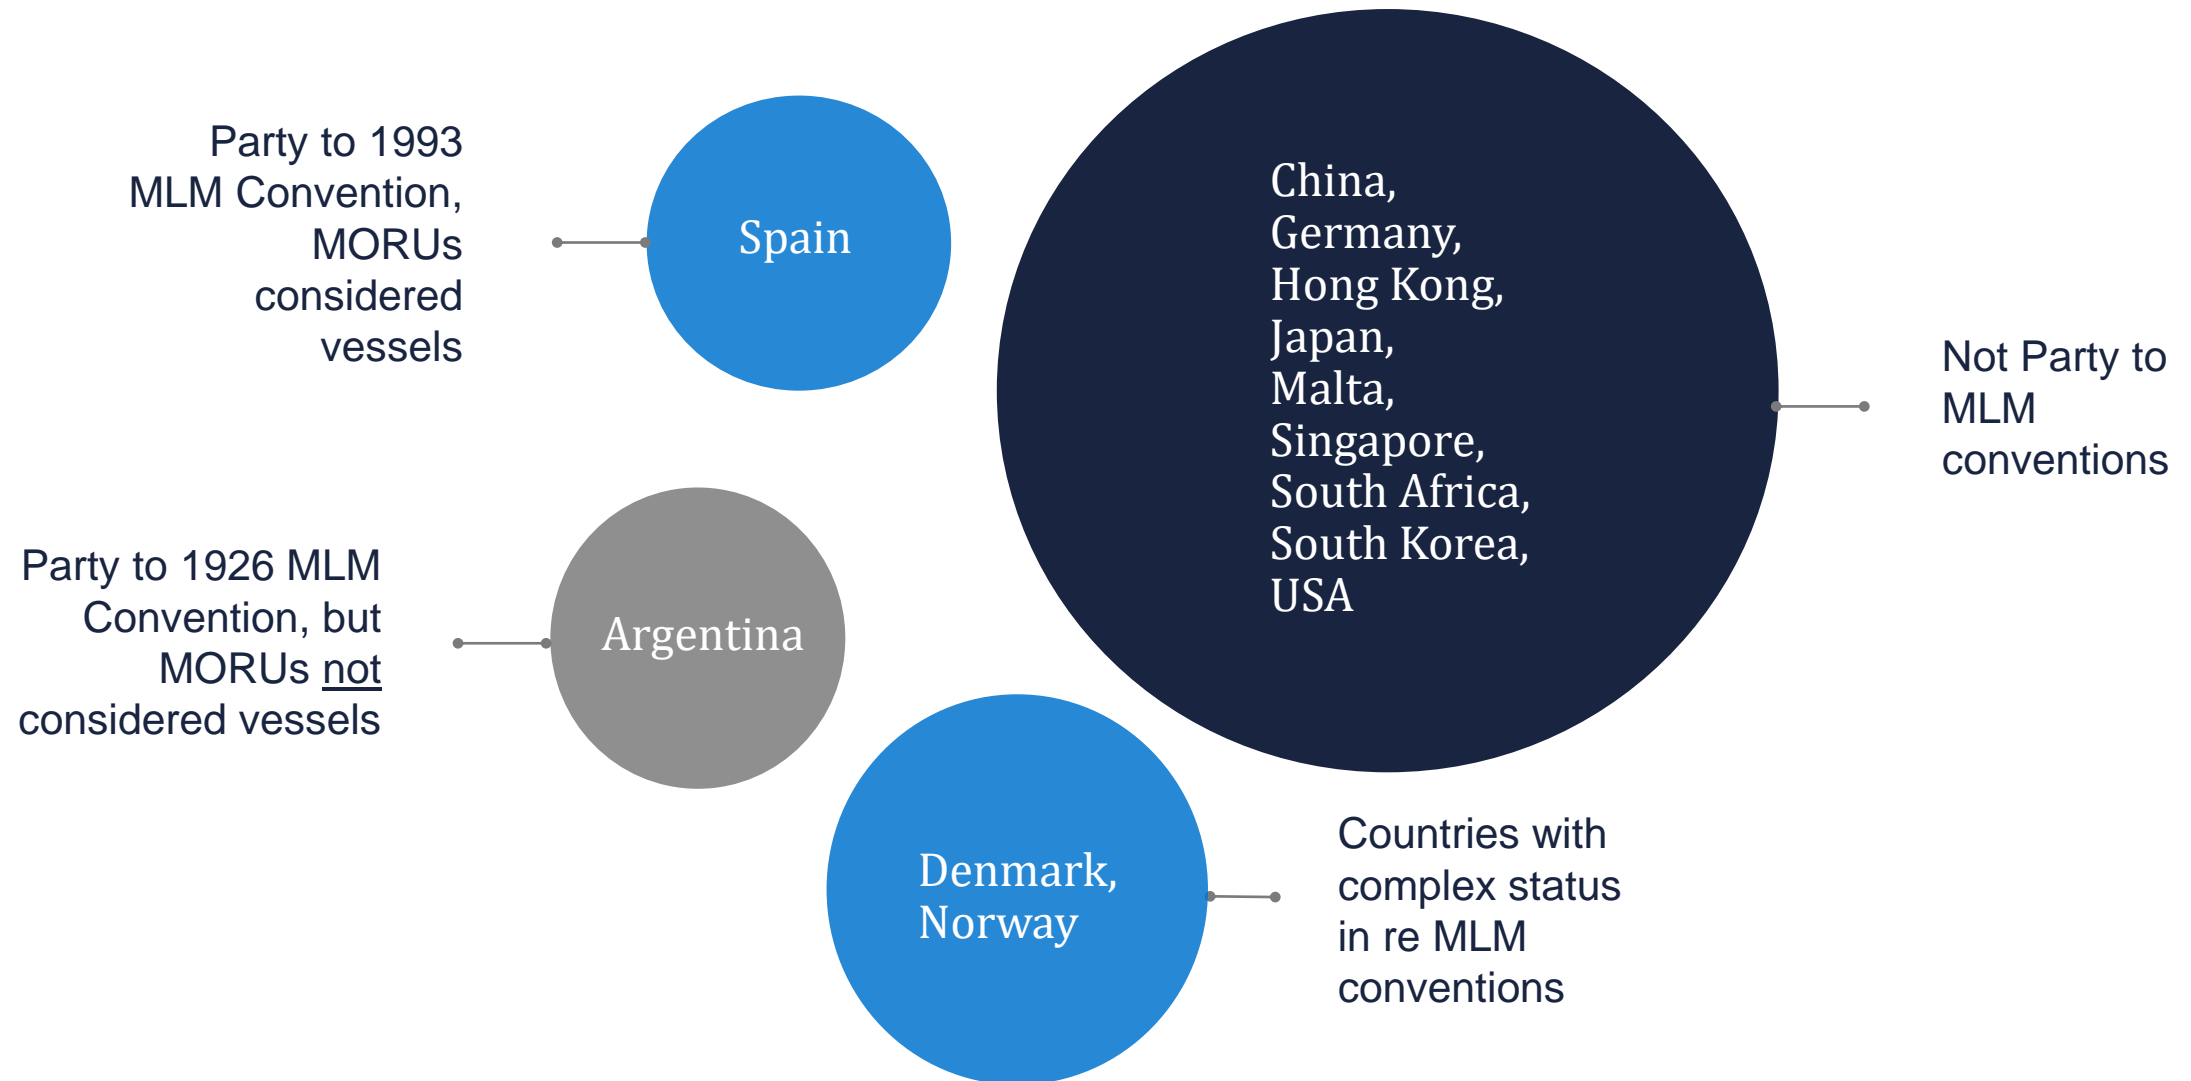 Party to 1993
MLM Convention,
MORUs
considered
vessels
Spain
China,
Germany,
Hong Kong,
Japan,
Malta,
Singapore,
South Africa,
South Korea,
USA
Not Party to
MLM
conventions
Party to 1926 MLM
Convention, but
MORUs not
considered vessels
Argentina
Denmark,
Norway
Countries with
complex status
in re MLM
conventions